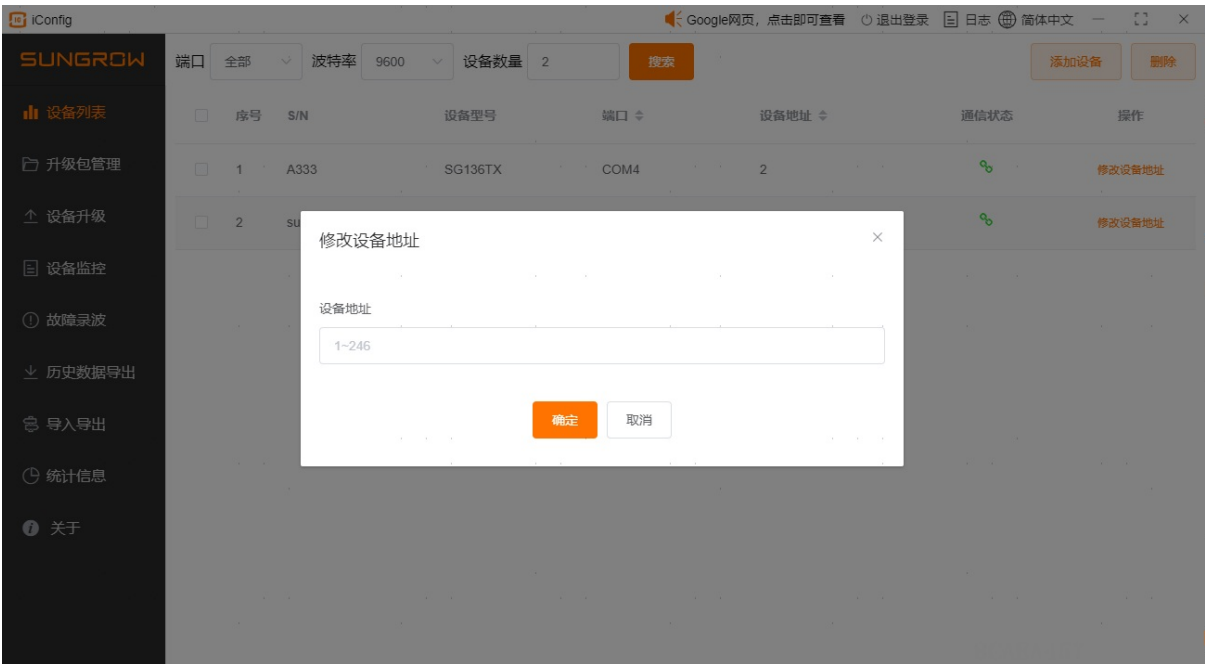 iConfig Google网页，点击即可查看 退出登录 日志 简体中文
SUNGROW
端口 全部 波特率 9600 设备数量 2 搜索 添加设备 删除
设备列表
序号 S/N 设备型号 端口 设备地址 通信状态 操作
升级包管理
1 A333 SG136TX COM4 2 修改设备地址
设备升级
2 su 修改设备地址
修改设备地址
设备监控
设备地址
故障录波
1~246
历史数据导出
确定 取消
导入导出
统计信息
关于